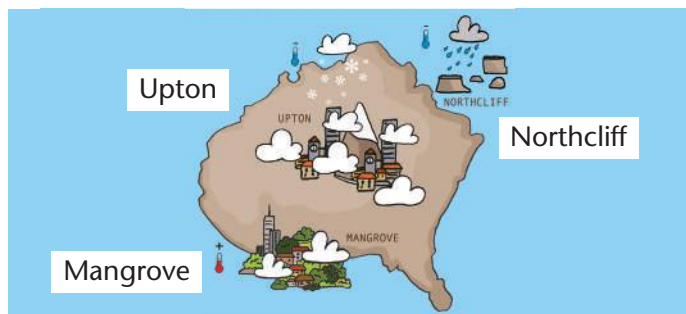 Upton
NORTHCLIFF
UPTON
Northcliff
MANGROVE
Mangrove